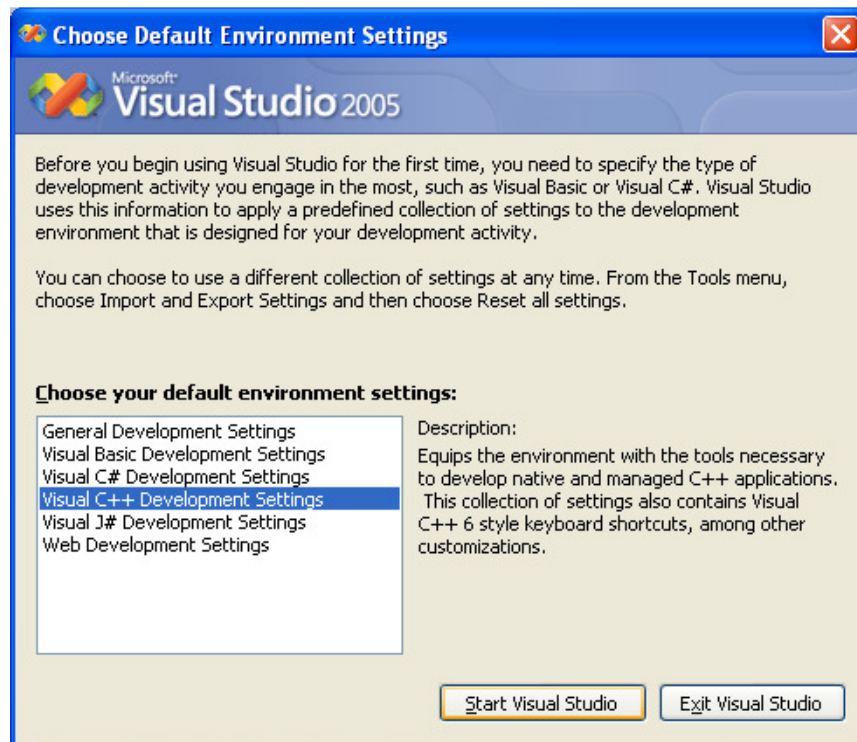 Choose Default Environment Settings
Microsoft
Visual Studio 2005
Before you begin using Visual Studio for the first time, you need to specify the type of
development activity you engage in the most, such as Visual Basic or Visual C#. Visual Studio
uses this information to apply a predefined collection of settings to the development
environment that is designed for your development activity.
You can choose to use a different collection of settings at any time. From the Tools menu,
choose Import and Export Settings and then choose Reset all settings.
Choose your default environment settings:
General Development Settings
Visual Basic Development Settings
Visual C# Development Settings
Visual C++ Development Settings
Visual J# Development Settings
Web Development Settings
Description:
Equips the environment with the tools necessary
to develop native and managed C++ applications.
This collection of settings also contains Visual
C++ 6 style keyboard shortcuts, among other
customizations.
Start Visual Studio
Exit Visual Studio